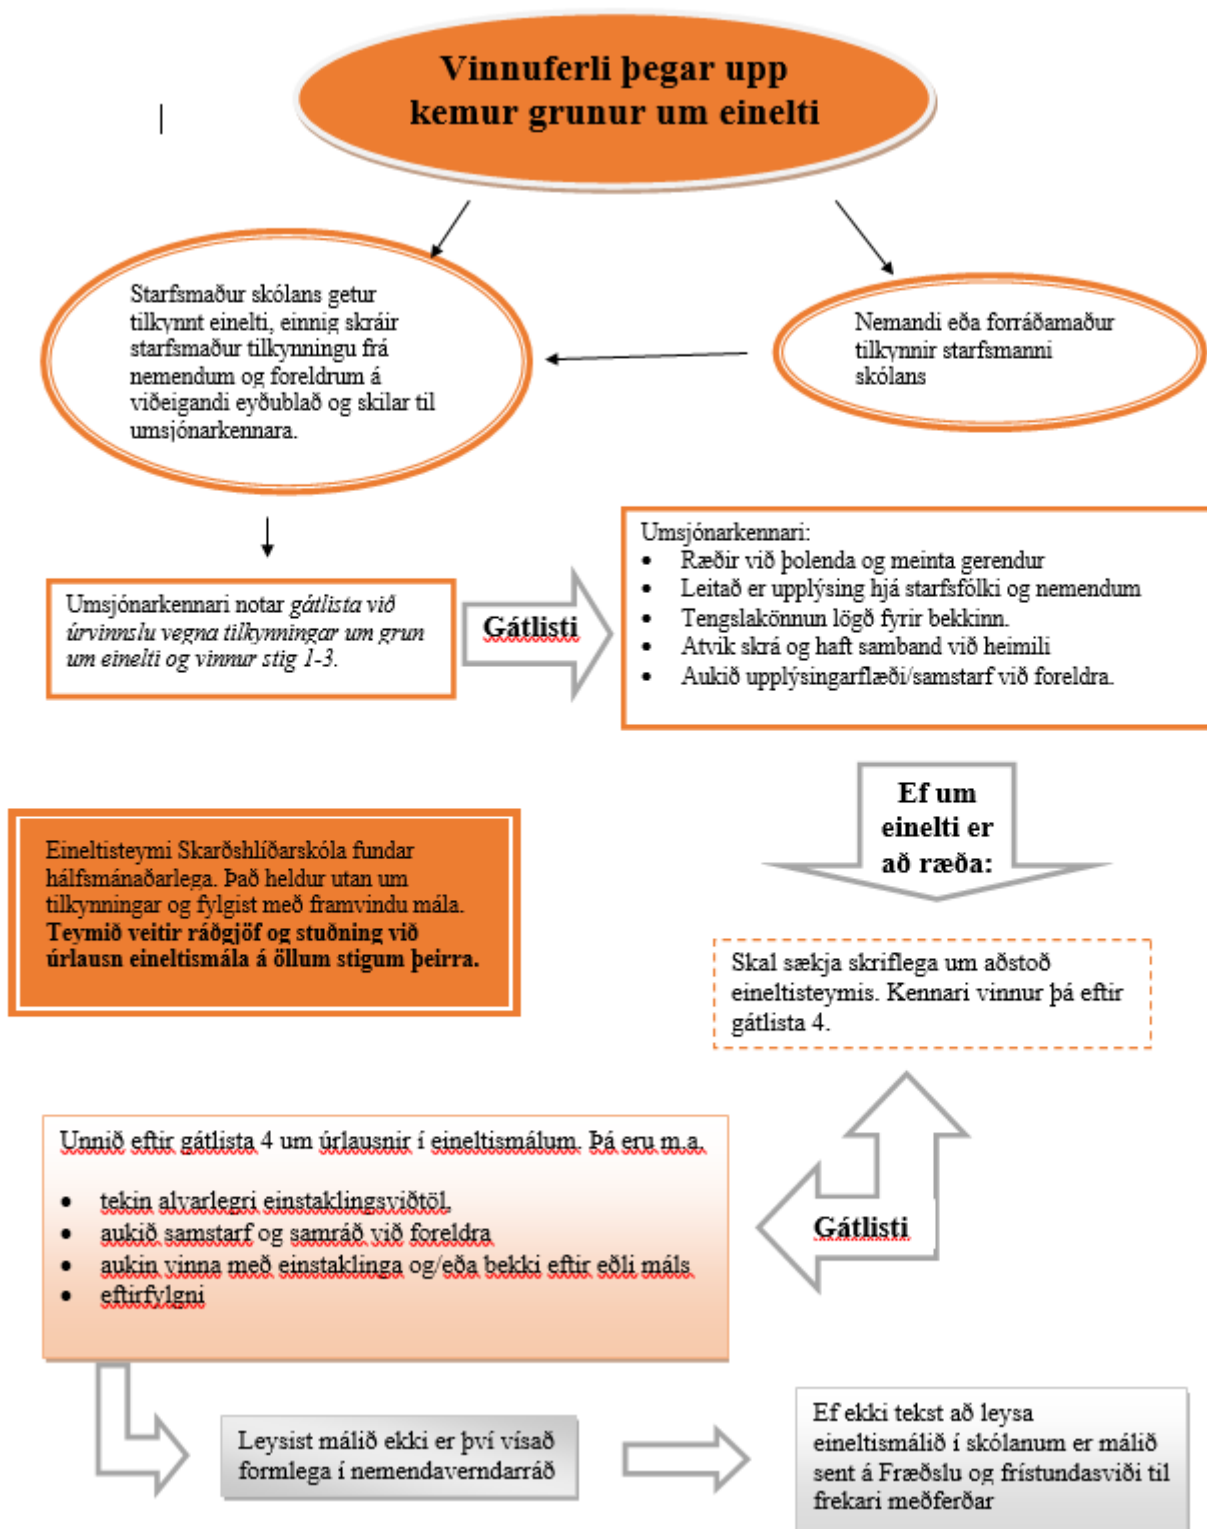 Vinnuferli þegar upp
kemur grunur um einelti
Starfsmaður skólans getur
tilkynnt einelti, einnig skráir
starfsmaður tilkynningu frá
nemendum og foreldrum á
viðeigandi eyðublað og skilar til
umsjónarkennara.
Nemandi eða forráðamaður
tilkynnir starfsmanni
skólans
Umsjónarkennari notar gátlista við
úrvinnslu vegna tilkynningar um grun
um einelti og vinnur stig 1-3.
Gátlisti
Umsjónarkennari:
• Ræðir við þolenda og meinta gerendur
• Leitað er upplýsing hjá starfsfólki og nemendum
• Tengslakönnun lögð fyrir bekkinn.
• Atvik skrá og haft samband við heimili
• Aukið upplýsingarflæði/samstarf við foreldra.
Ef um
einelti er
að ræða:
Eineltisteymi Skarðshlíðarskóla fundar
hálfsmánaðarlega. Það heldur utan um
tilkynningar og fylgist með framvindu mála.
Teymið veitir ráðgjöf og stuðning við
úrlausn eineltismála á öllum stigum þeirra.
Skal sækja skriflega um aðstoð
eineltisteymis. Kennari vinnur þá eftir
gátlista 4.
Gátlisti
Unnið eftir gátlista 4 um úrlausnir í eineltismálum. Þá eru m.a.
• tekin alvarlegri einstaklingsviðtöl,
• aukið samstarf og samráð við foreldra
• aukin vinna með einstaklinga og/eða bekki eftir eðli máls
• eftirfylgni
Leysist málið ekki er því vísað
formlega í nemendaverndarráð
Ef ekki tekst að leysa
eineltismálið í skólanum er málið
sent á Fræðslu og frístundasviði til
frekari meðferðar